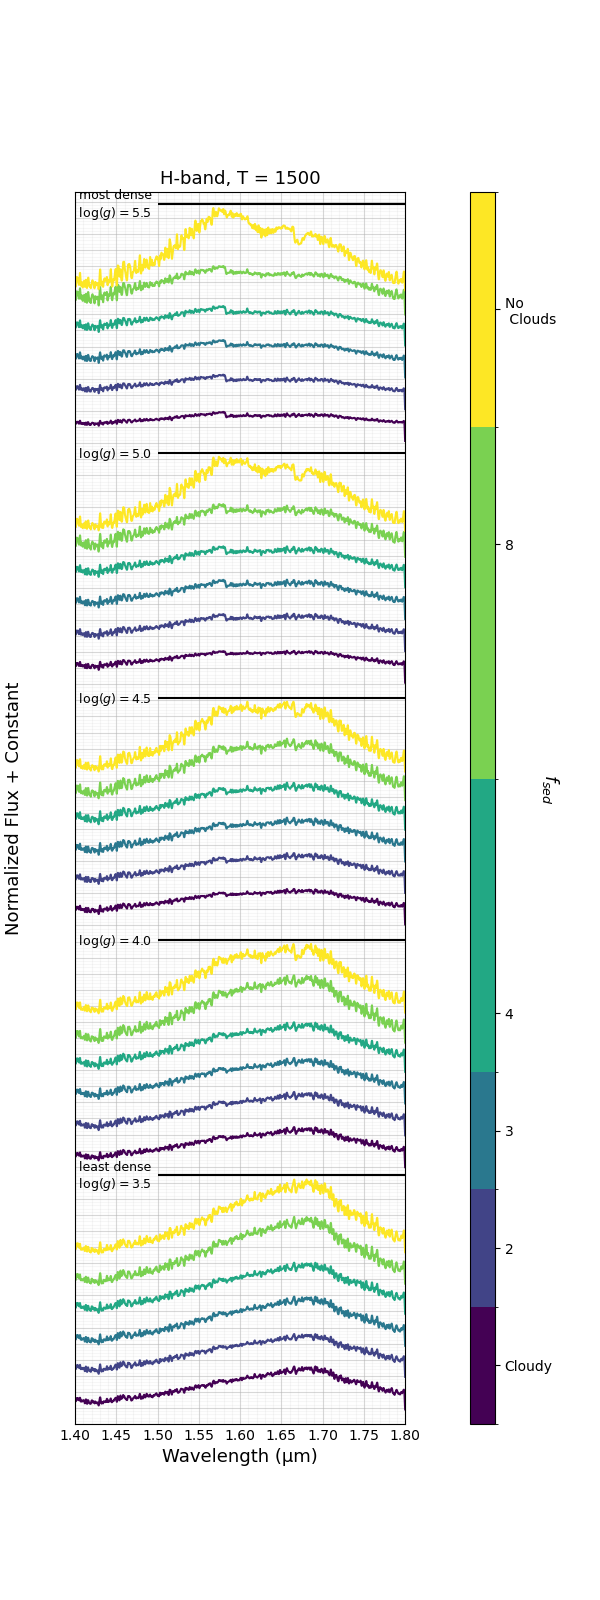 H-band, T = 1500
most dense
log(g) = 5.5
log(g) = 5.0
log(g) = 4.5
log(g) = 4.0
least dense
log(g) = 3.5
Normalized Flux + Constant
1.40 1.45 1.50 1.55 1.60 1.65 1.70 1.75 1.80
Wavelength (μm)
No
Clouds
8
4
3
2
Cloudy
fsed